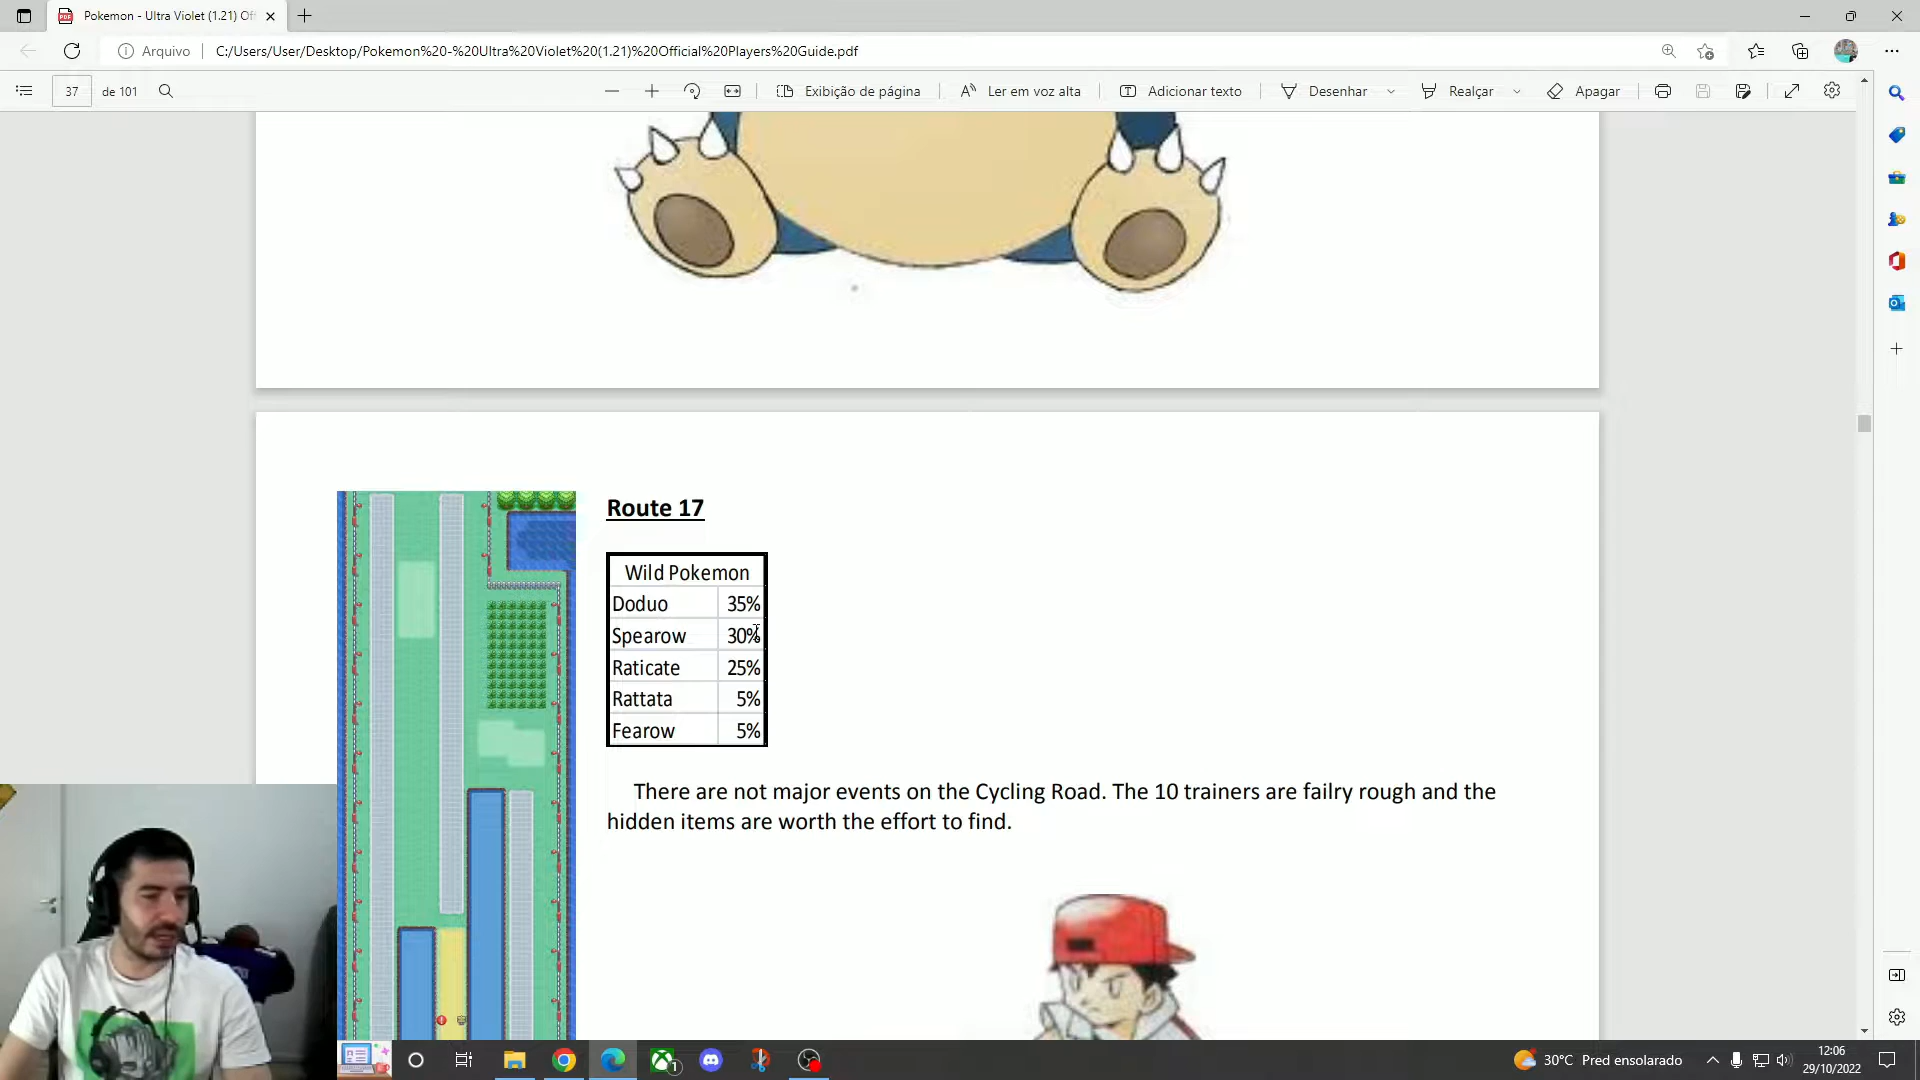 Pokemon - Ultra Violet (1.21) Of
Arquivo
C:/Users/User/Desktop/Pokemon%20-%20Ultra%20Violet%20(1.21)%20Official%20Players%20Guide.pdf
37
de 101
Exibição de página
Ler em voz alta
Adicionar texto
Desenhar
Realçar
Apagar
Route 17
Wild Pokemon
Doduo 35%
Spearow 30%
Raticate 25%
Rattata 5%
Fearow 5%
There are not major events on the Cycling Road. The 10 trainers are failry rough and the
hidden items are worth the effort to find.
1
30°C Pred ensolarado
12:06
29/10/2022